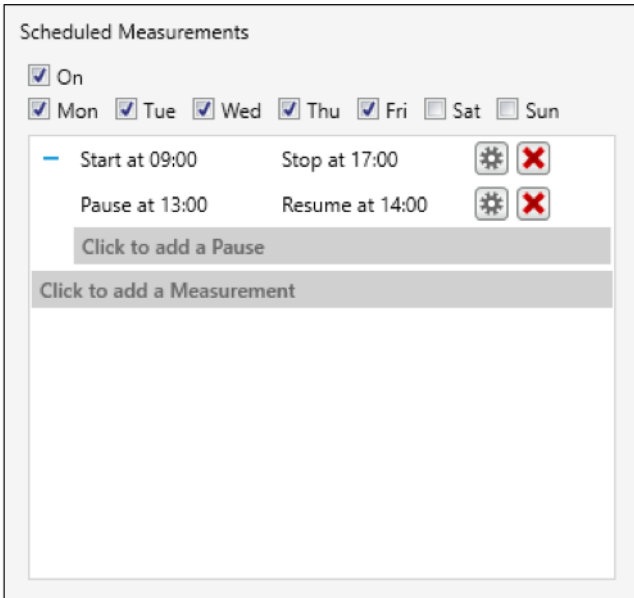 Scheduled Measurements
On
Mon Tue Wed Thu Fri Sat Sun
Start at 09:00 Stop at 17:00
Pause at 13:00 Resume at 14:00
Click to add a Pause
Click to add a Measurement